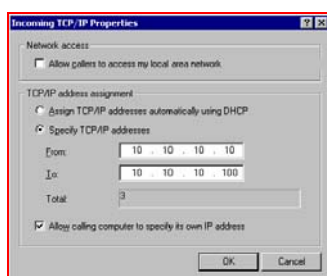 Incoming TCP/IP Properties
Network access
Allow callers to access my local area network
TCP/IP address assignment
Assign TCP/IP addresses automatically using DHCP
Specify TCP/IP addresses
From: 10 . 10 . 10 . 10
To: 10 . 10 . 10 . 100
Total: 3
Allow calling computer to specify its own IP address
OK Cancel